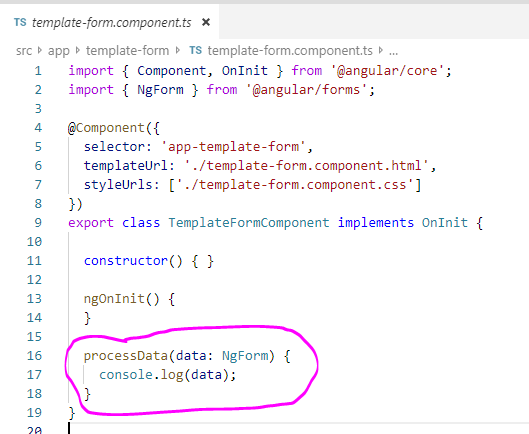 TS template-form.component.ts ×
src > app > template-form > TS template-form.component.ts > ...
1 import { Component, OnInit } from '@angular/core';
2 import { NgForm } from '@angular/forms';
3
4 @Component({
5 selector: 'app-template-form',
6 templateUrl: './template-form.component.html',
7 styleUrls: ['./template-form.component.css']
8 })
9 export class TemplateFormComponent implements OnInit {
10
11 constructor() { }
12
13 ngOnInit() {
14 }
15
16 processData(data: NgForm) {
17 console.log(data);
18 }
19 }
20